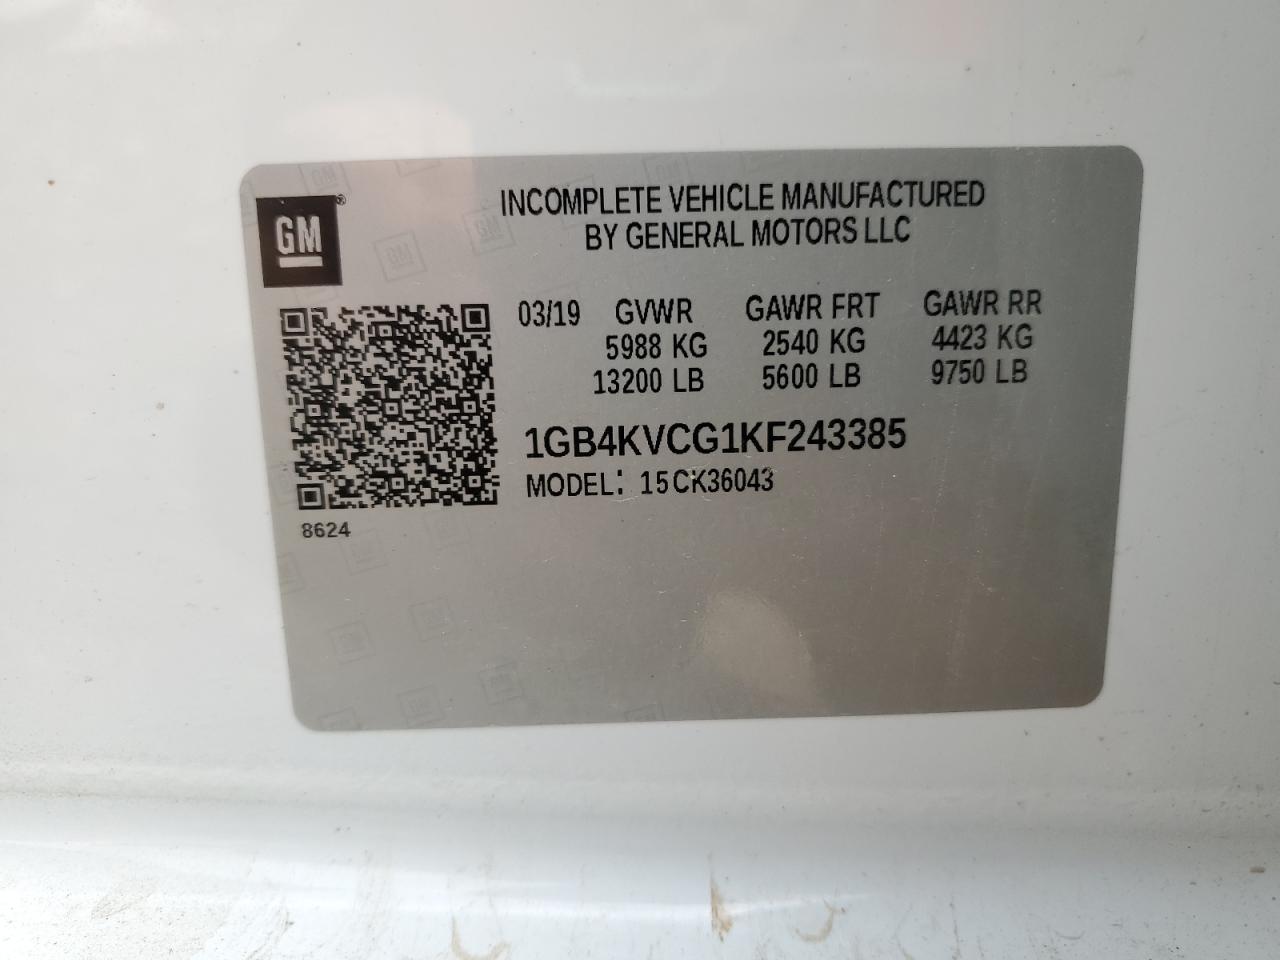 GM®
INCOMPLETE VEHICLE MANUFACTURED
BY GENERAL MOTORS LLC
03/19 GVWR GAWR FRT GAWR RR
5988 KG 2540 KG 4423 KG
13200 LB 5600 LB 9750 LB
1GB4KVCG1KF243385
MODEL: 15CK36043
8624